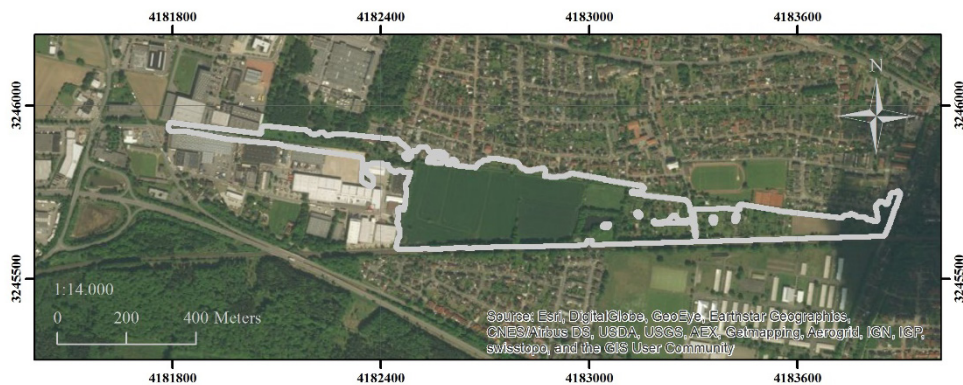 4181800 4182400 4183000 4183600
3246000 3246000
N
3245500 3245500
1:14.000
0 200 400 Meters
Source: Esri, DigitalGlobe, GeoEye, Earthstar Geographics,
CNES/Airbus DS, USDA, USGS, AEX, Getmapping, Aerogrid, IGN, IGP,
swisstopo, and the GIS User Community
4181800 4182400 4183000 4183600